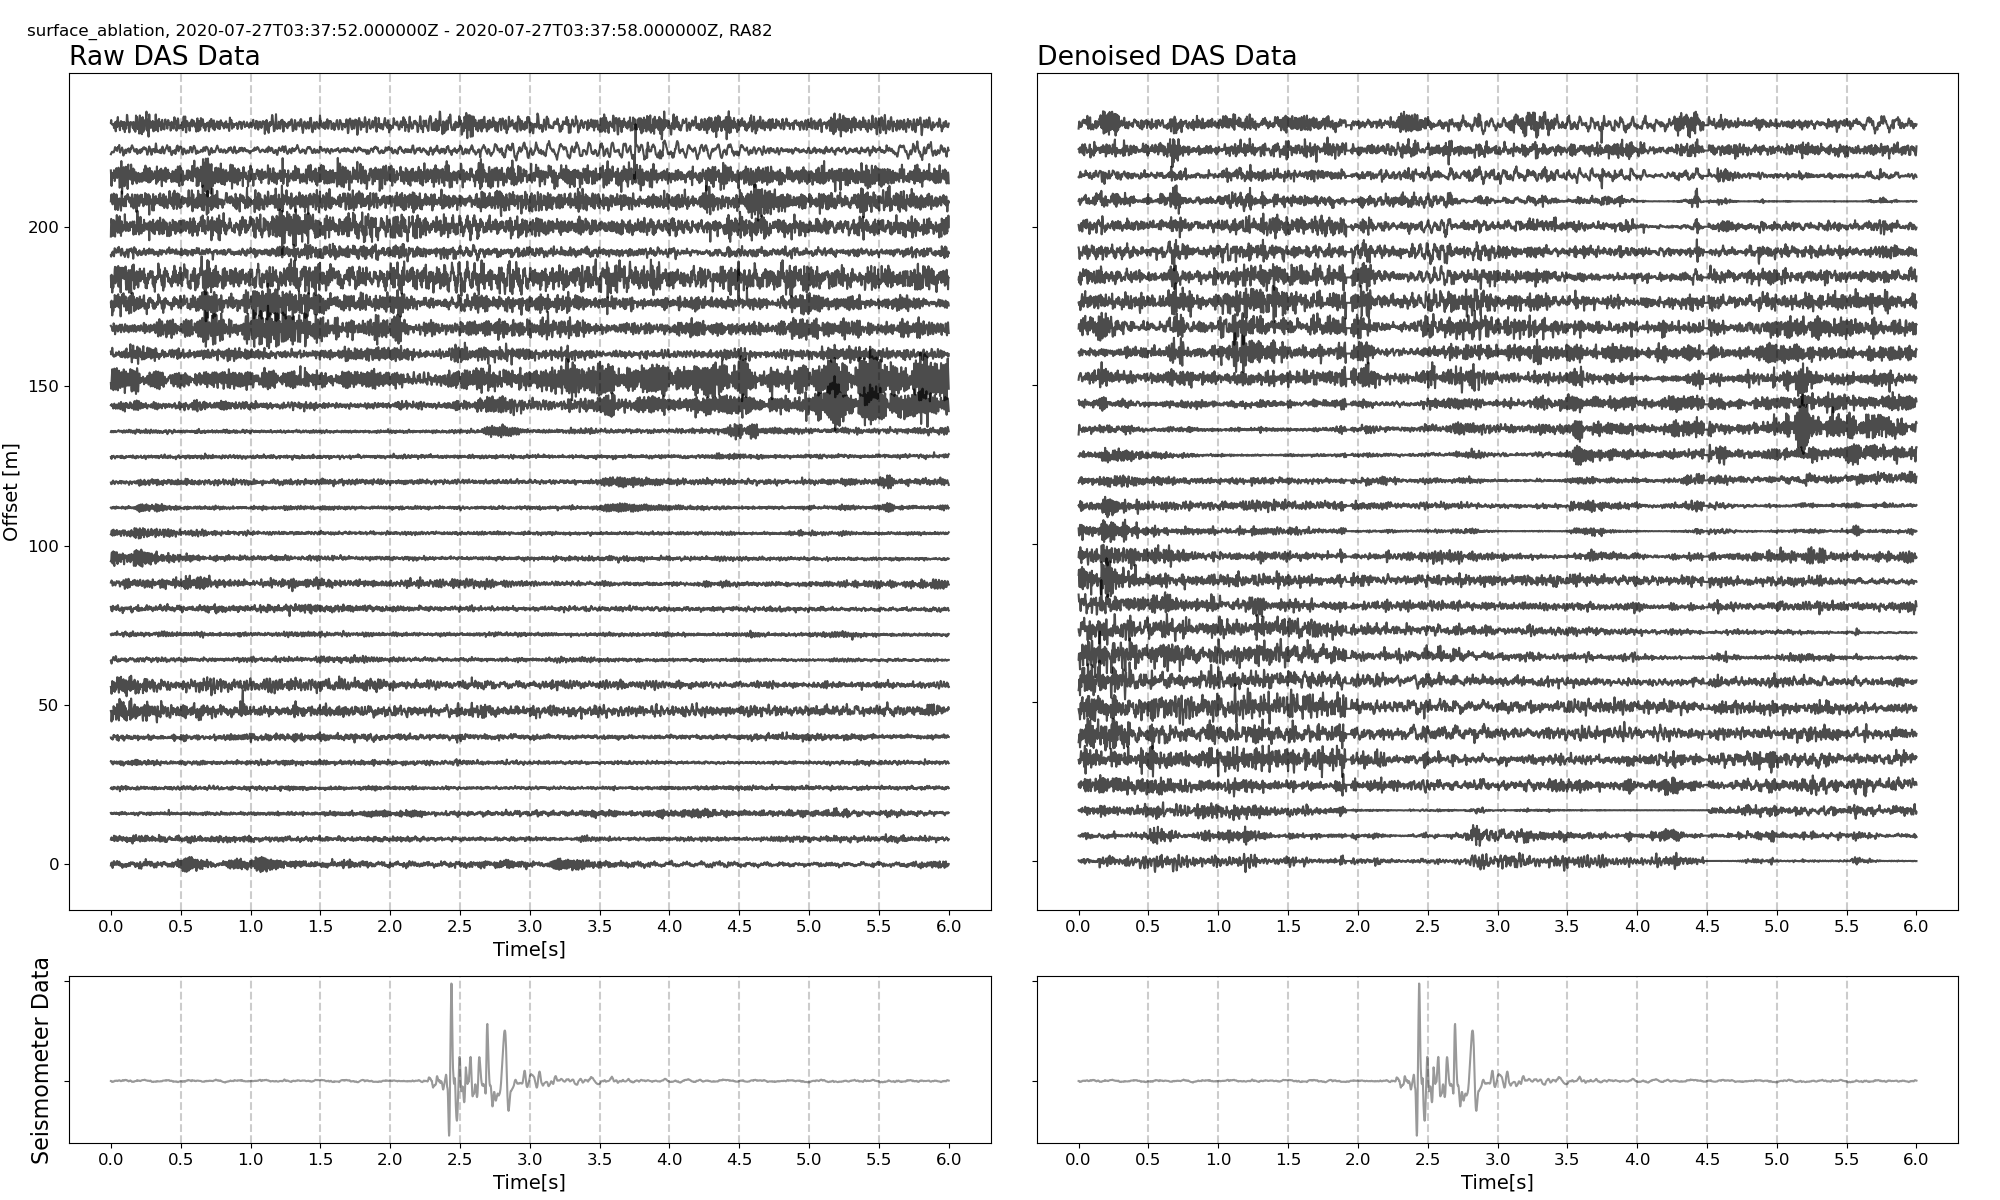 surface_ablation, 2020-07-27T03:37:52.000000Z - 2020-07-27T03:37:58.000000Z, RA82
Raw DAS Data
Denoised DAS Data
Offset [m]
200
150
100
50
0
0.0 0.5 1.0 1.5 2.0 2.5 3.0 3.5 4.0 4.5 5.0 5.5 6.0
Time[s]
0.0 0.5 1.0 1.5 2.0 2.5 3.0 3.5 4.0 4.5 5.0 5.5 6.0
Seismometer Data
0.0 0.5 1.0 1.5 2.0 2.5 3.0 3.5 4.0 4.5 5.0 5.5 6.0
Time[s]
0.0 0.5 1.0 1.5 2.0 2.5 3.0 3.5 4.0 4.5 5.0 5.5 6.0
Time[s]